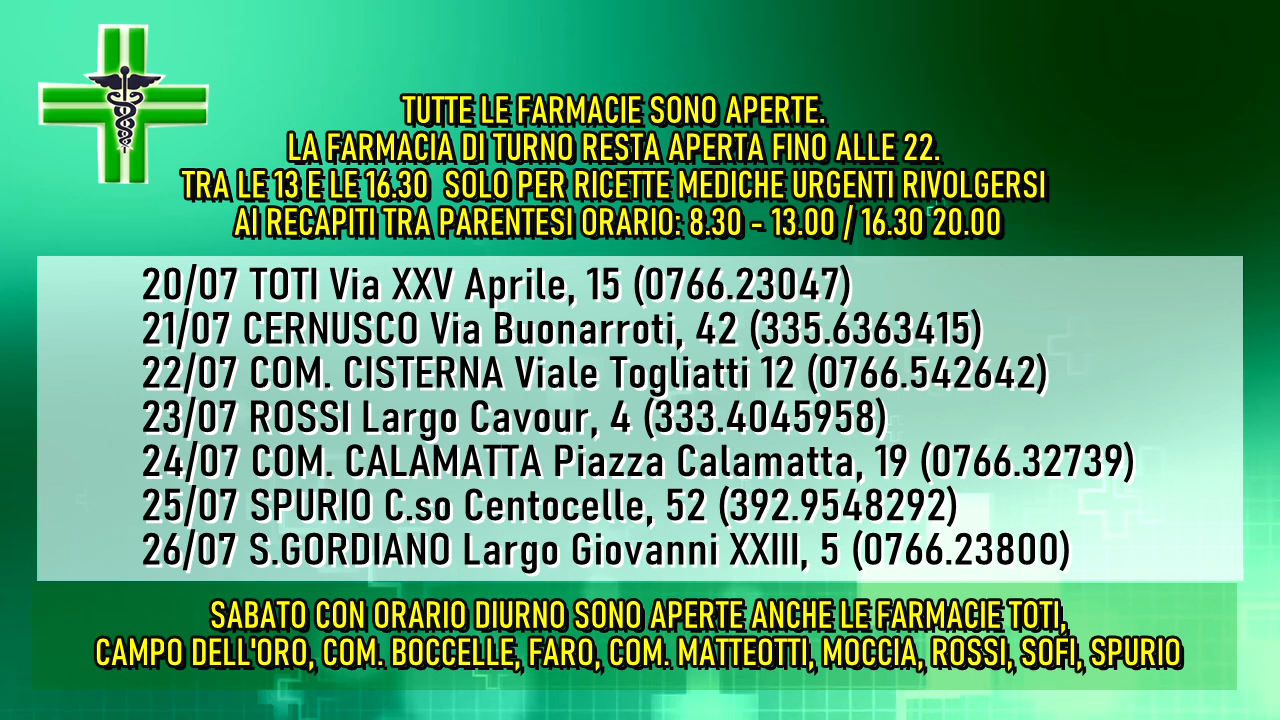 TUTTE LE FARMACIE SONO APERTE.
LA FARMACIA DI TURNO RESTA APERTA FINO ALLE 22.
TRA LE 13 E LE 16.30 SOLO PER RICETTE MEDICHE URGENTI RIVOLGERSI
AI RECAPITI TRA PARENTESI ORARIO: 8.30 - 13.00 / 16.30 20.00
20/07 TOTI Via XXV Aprile, 15 (0766.23047)
21/07 CERNUSCO Via Buonarroti, 42 (335.6363415)
22/07 COM. CISTERNA Viale Togliatti 12 (0766.542642)
23/07 ROSSI Largo Cavour, 4 (333.4045958)
24/07 COM. CALAMATTA Piazza Calamatta, 19 (0766.32739)
25/07 SPURIO C.so Centocelle, 52 (392.9548292)
26/07 S.GORDIANO Largo Giovanni XXIII, 5 (0766.23800)
SABATO CON ORARIO DIURNO SONO APERTE ANCHE LE FARMACIE TOTI,
CAMPO DELL'ORO, COM. BOCCELLE, FARO, COM. MATTEOTTI, MOCCIA, ROSSI, SOFI, SPURIO